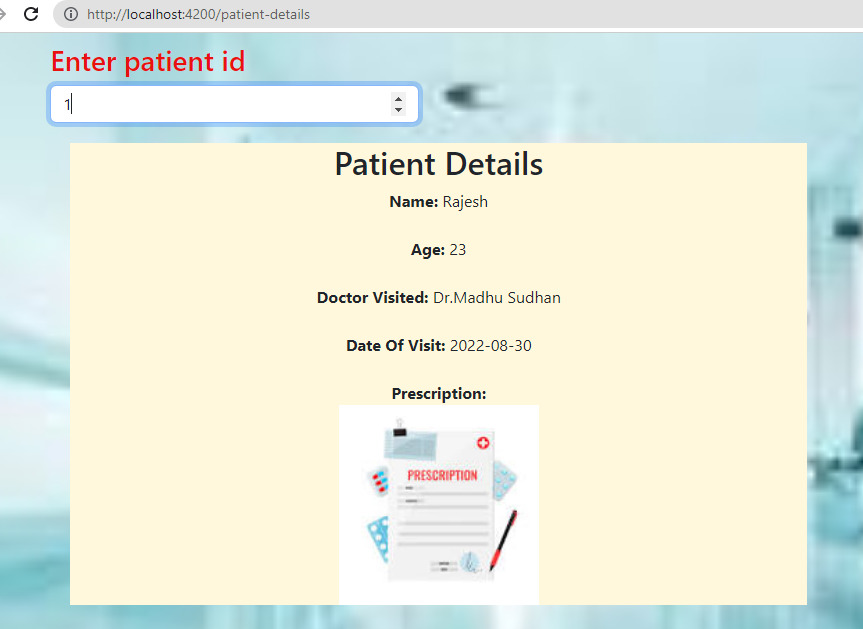 http://localhost:4200/patient-details
Enter patient id
1
Patient Details
Name: Rajesh
Age: 23
Doctor Visited: Dr.Madhu Sudhan
Date Of Visit: 2022-08-30
Prescription:
PRESCRIPTION